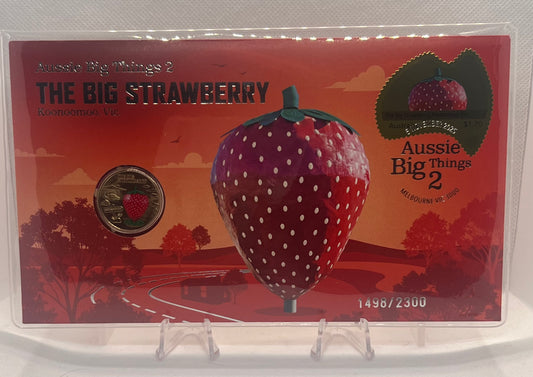 Aussie Big Things 2
THE BIG STRAWBERRY
Koonoomoo Vic
Aussie
Big Things
2
MELBOURNE VIC 3000
1498/2300